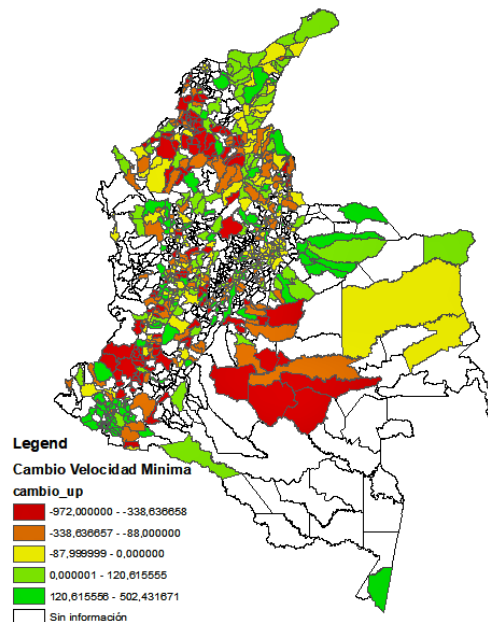 Legend
Cambio Velocidad Minima
cambio_up
-972,000000 - -338,636658
-338,636657 - -88,000000
-87,999999 - 0,000000
0,000001 - 120,615555
120,615556 - 502,431671
Sin información